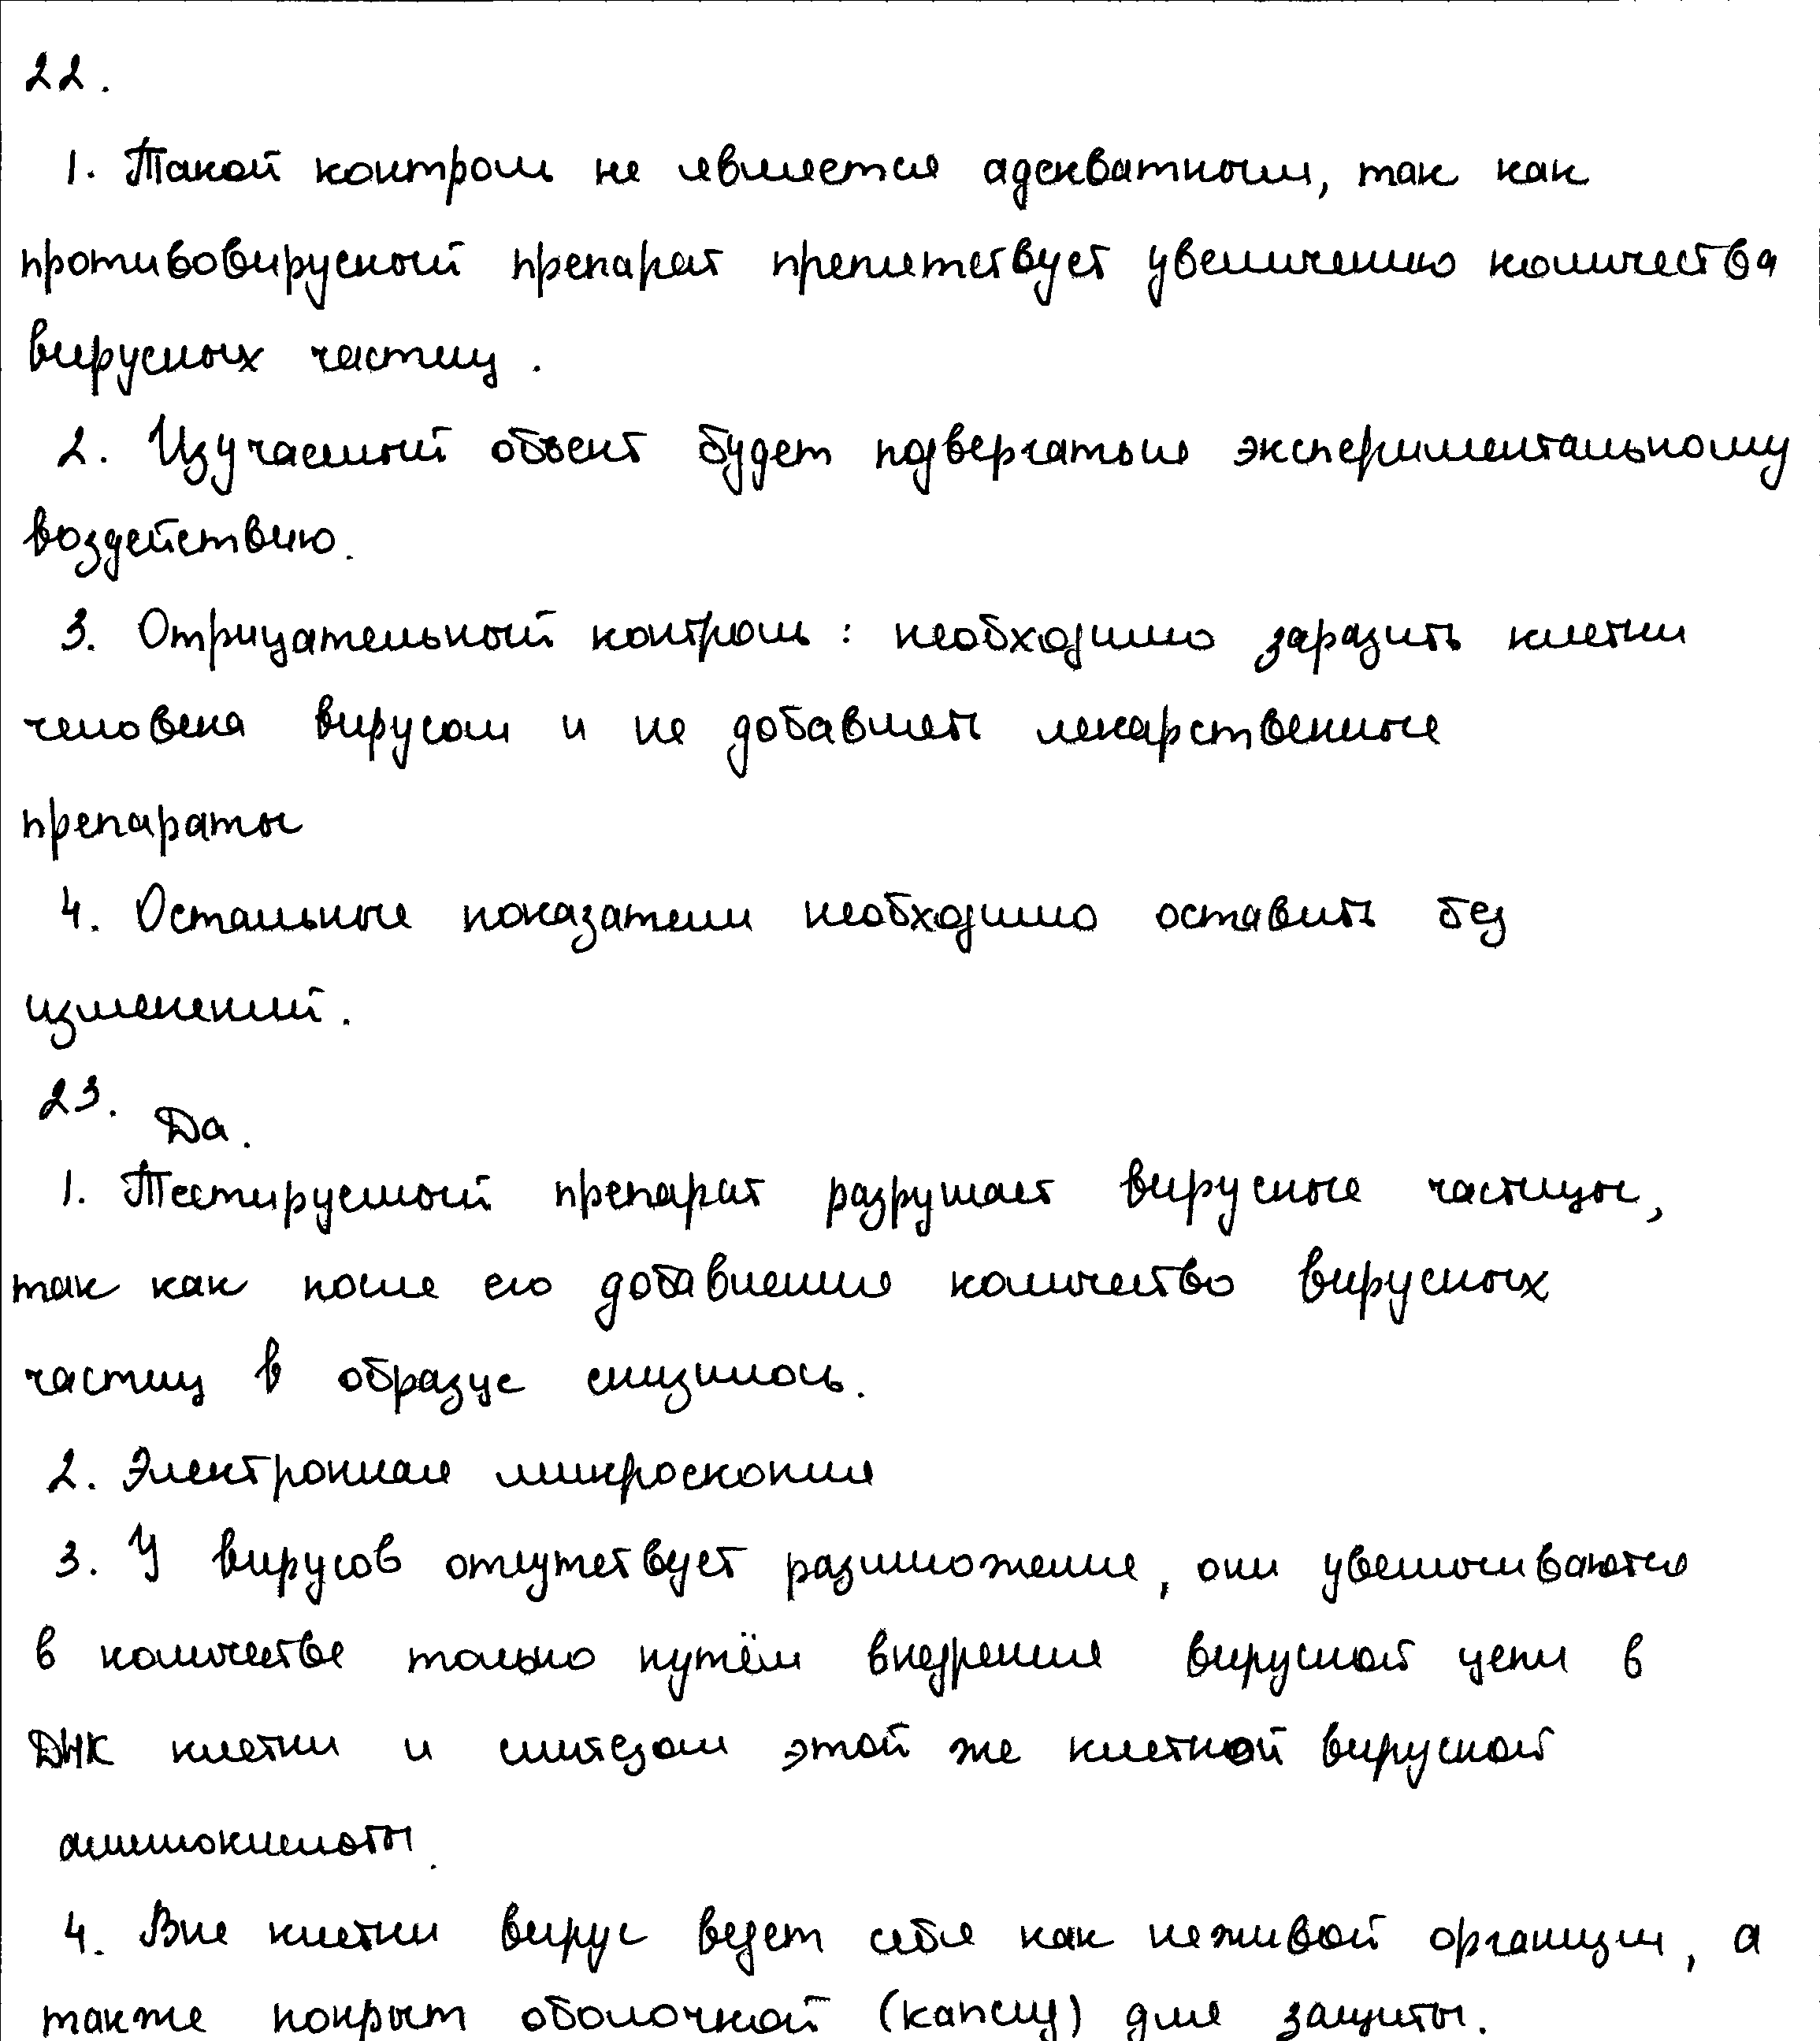 22.
1. Такой контроль не является адекватным, так как
противовирусный препарат препятствует увеличению количества
вирусных частиц.
2. Изучаемый объект будет подвергаться экспериментальному
воздействию.
3. Отрицательный контроль: необходимо заразить клетки
человека вирусом и не добавлять лекарственные
препараты
4. Остальные показатели необходимо оставить без
изменений.
23. Да.
1. Тестируемый препарат разрушает вирусные частицы,
так как после его добавления количество вирусных
частиц в образце снизилось.
2. Электронная микроскопия
3. У вирусов отсутствует размножение, они увеличиваются
в количестве только путём внедрения вирусной цепи в
ДНК клетки и синтезом этой же клеткой вирусной
аминокислоты.
4. Вне клетки вирус ведет себя как неживой организм, а
также покрыт оболочкой (капсид) для защиты.